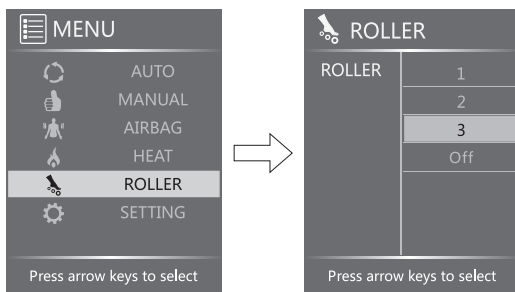 MENU
AUTO
MANUAL
AIRBAG
HEAT
ROLLER
SETTING
Press arrow keys to select
ROLLER
ROLLER
1
2
3
Off
Press arrow keys to select